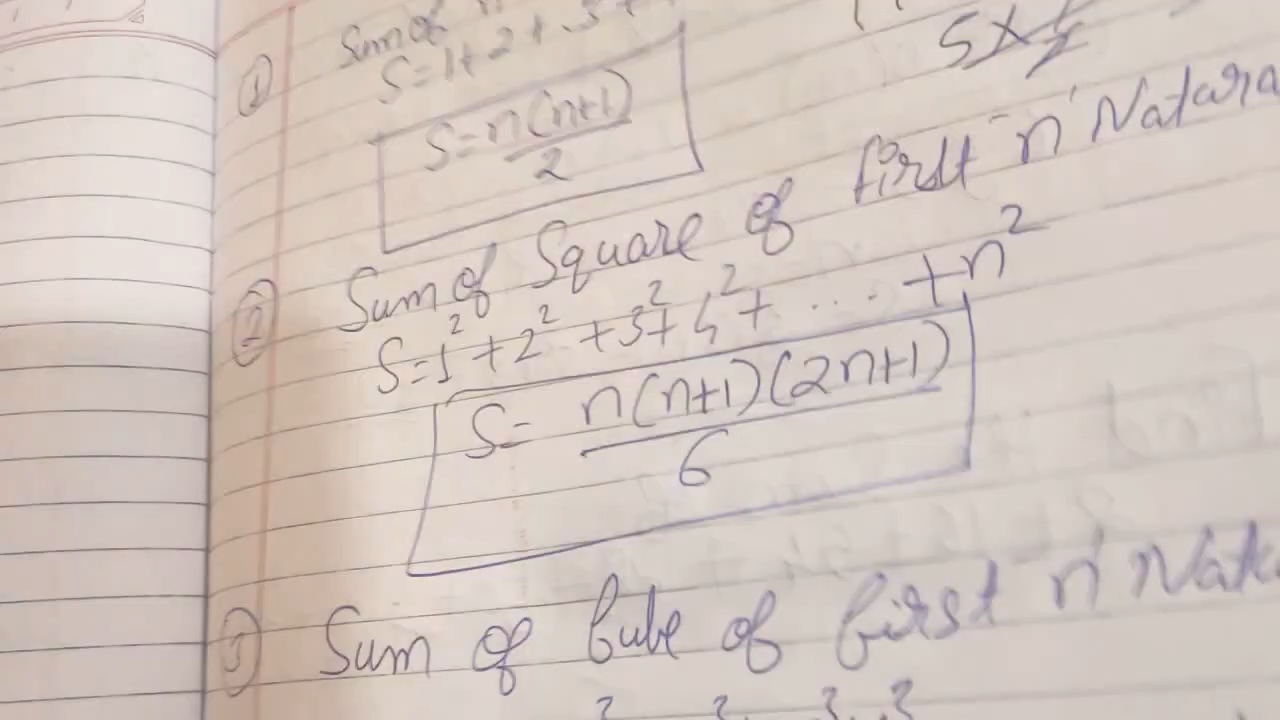 ① Sum of
S=1+2+3+
S=n(n+1)/2
5×
② Sum of Square of first 'n' Natura
S=1²+2²+3²+4²+....+n²
S= n(n+1)(2n+1)/6
③ Sum of Cube of first 'n' Natu